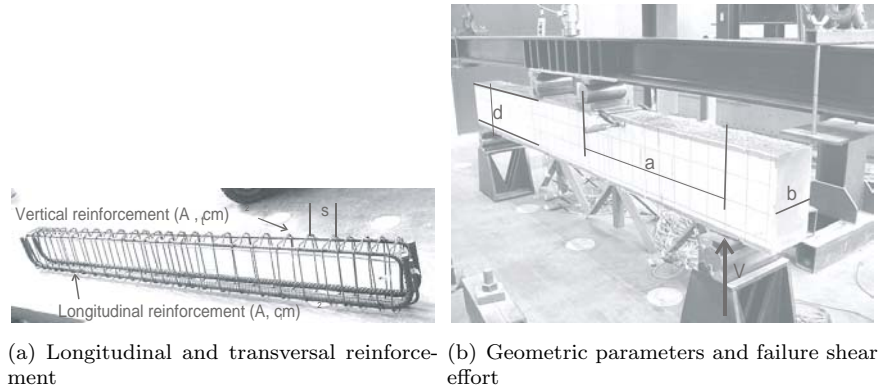 Vertical reinforcement (A , cm)
s
Longitudinal reinforcement (A, cm)
d
a
b
V
(a) Longitudinal and transversal reinforce-
ment
(b) Geometric parameters and failure shear
effort